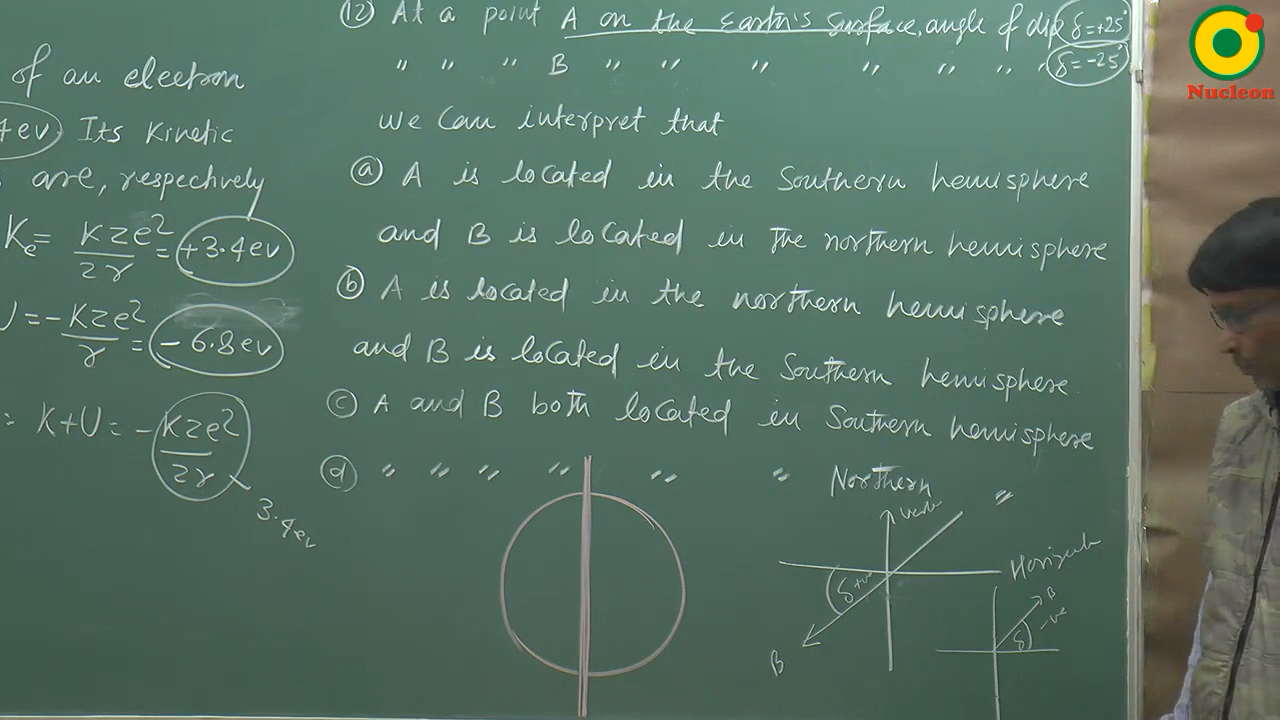 of an electron
4ev Its Kinetic
are, respectively
Ke = kze²/2r = +3.4ev
U = -kze²/r = -6.8ev
= K+U = -kze²/2r
3.4ev
(12) At a point A on the Earth's surface, angle of dip δ=+25°
" " " B " " " " " " " δ=-25°
we can interpret that
(a) A is located in the Southern hemisphere
and B is located in the northern hemisphere
(b) A is located in the northern hemisphere
and B is located in the Southern hemisphere.
(c) A and B both located in Southern hemisphere
(d) " " " " " " Northern "
Horizontal
δ +ve
B
B
δ -ve
Nucleon